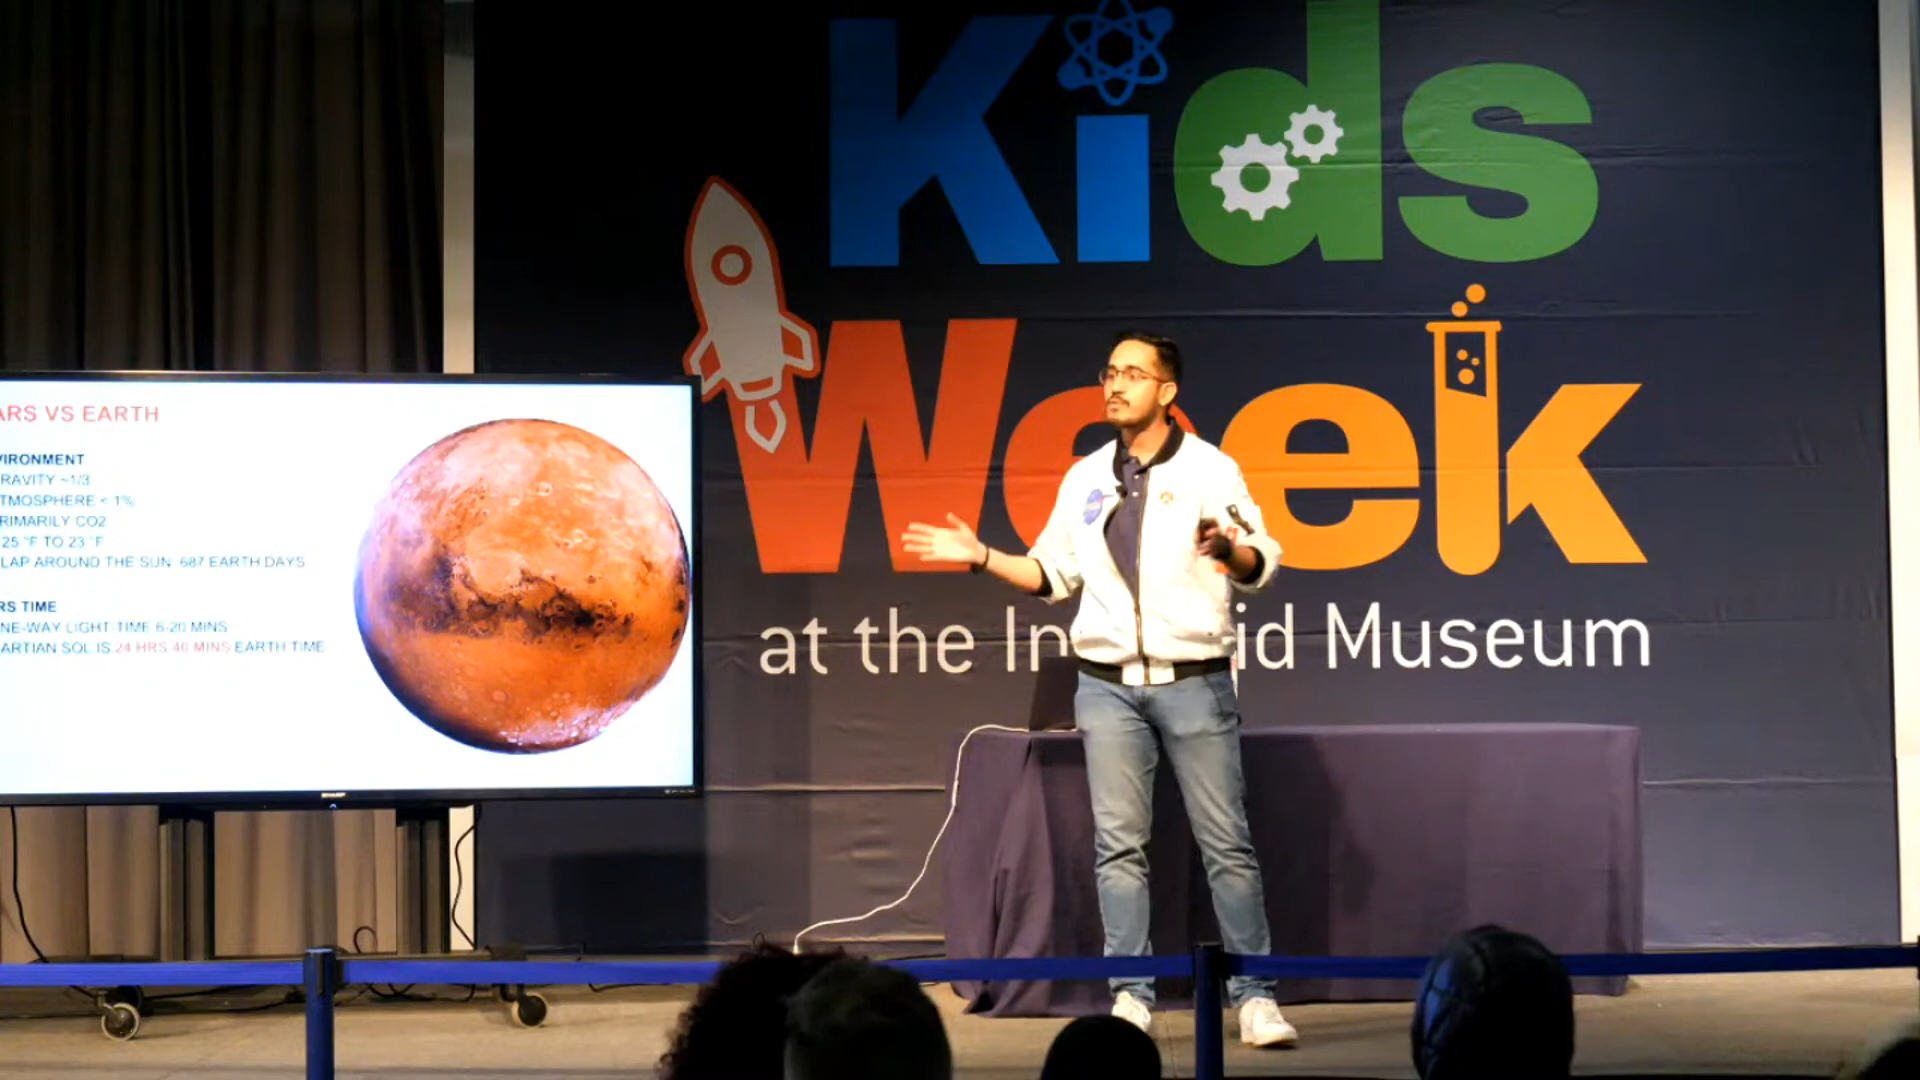 Kids
Week
at the In id Museum
ARS VS EARTH
VIRONMENT
RAVITY ~1/3
TMOSPHERE < 1%
RIMARILY CO2
25 °F TO 23 °F
LAP AROUND THE SUN 687 EARTH DAYS
RS TIME
NE-WAY LIGHT TIME 6-20 MINS
ARTIAN SOL IS 24 HRS 40 MINS EARTH TIME
SHARP
NASA